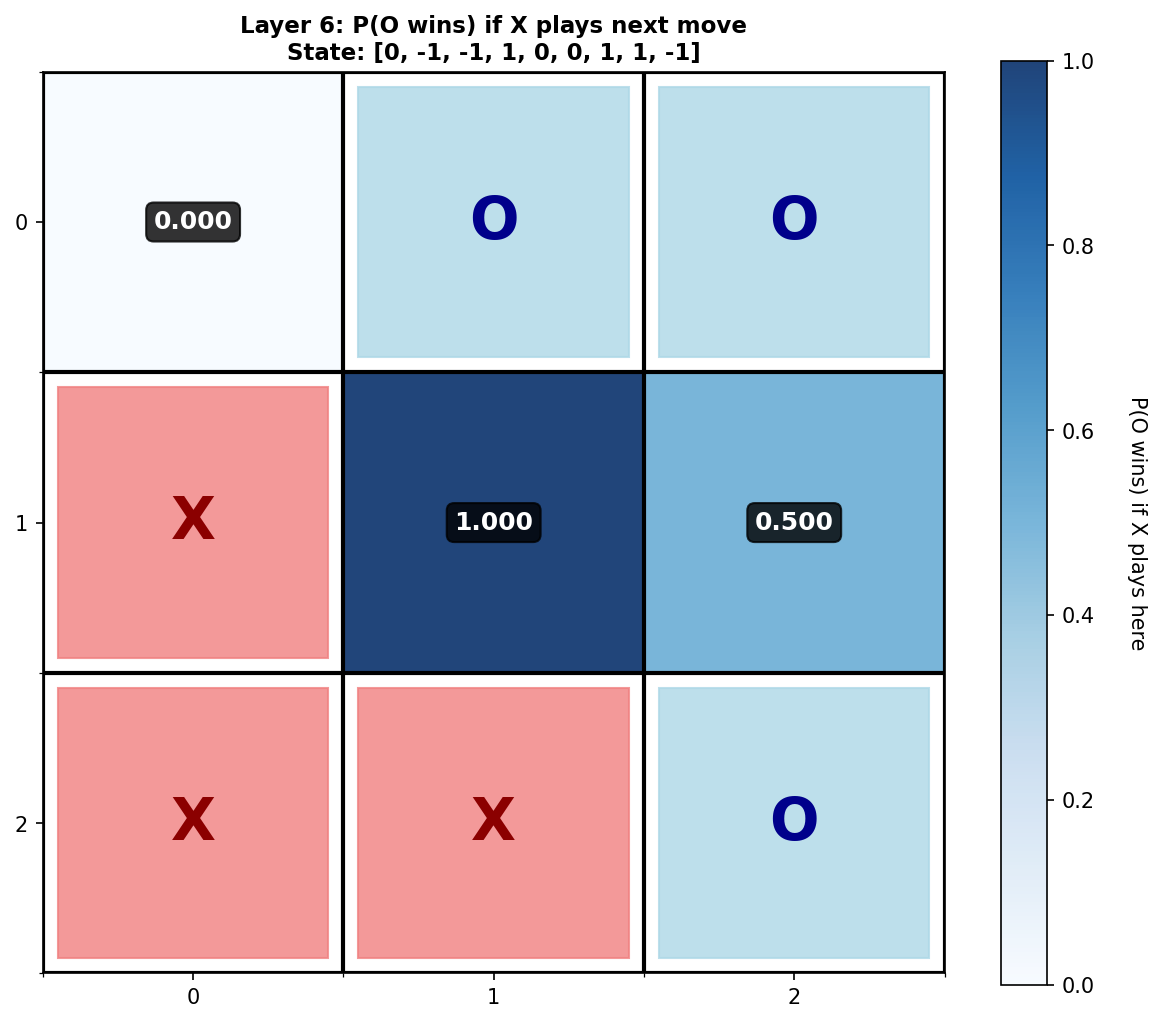 Layer 6: P(O wins) if X plays next move
State: [0, -1, -1, 1, 0, 0, 1, 1, -1]
0
0.000
O
O
1
X
1.000
0.500
2
X
X
O
0
1
2
1.0
0.8
0.6
0.4
0.2
0.0
P(O wins) if X plays here